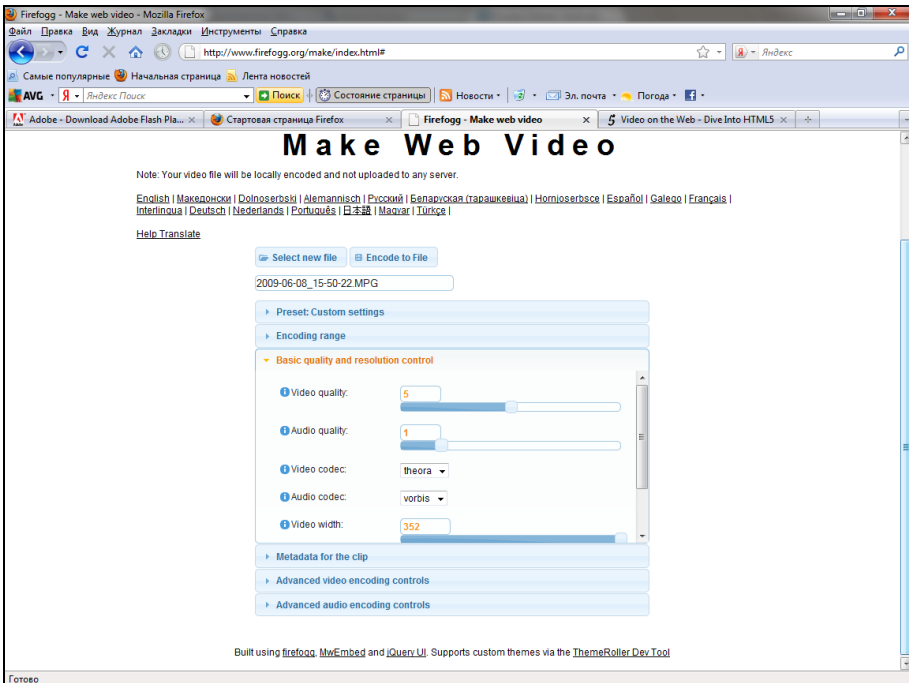 Firefogg - Make web video - Mozilla Firefox
Файл Правка Вид Журнал Закладки Инструменты Справка
http://www.firefogg.org/make/index.html#
Яндекс
Самые популярные Начальная страница Лента новостей
AVG Я Яндекс Поиск Поиск Состояние страницы Новости Эл. почта Погода
Adobe - Download Adobe Flash Pla... Стартовая страница Firefox Firefogg - Make web video Video on the Web - Dive Into HTML5
Make Web Video
Note: Your video file will be locally encoded and not uploaded to any server.
English | Македонски | Dolnoserbski | Alemannisch | Русский | Беларуская (тарашкевіца) | Hornjoserbsce | Español | Galego | Français |
Interlingua | Deutsch | Nederlands | Português | 日本語 | Magyar | Türkçe |
Help Translate
Select new file Encode to File
2009-06-08_15-50-22.MPG
Preset: Custom settings
Encoding range
Basic quality and resolution control
Video quality: 5
Audio quality: 1
Video codec: theora
Audio codec: vorbis
Video width: 352
Metadata for the clip
Advanced video encoding controls
Advanced audio encoding controls
Built using firefogg, MwEmbed and jQuery UI. Supports custom themes via the ThemeRoller Dev Tool
Готово